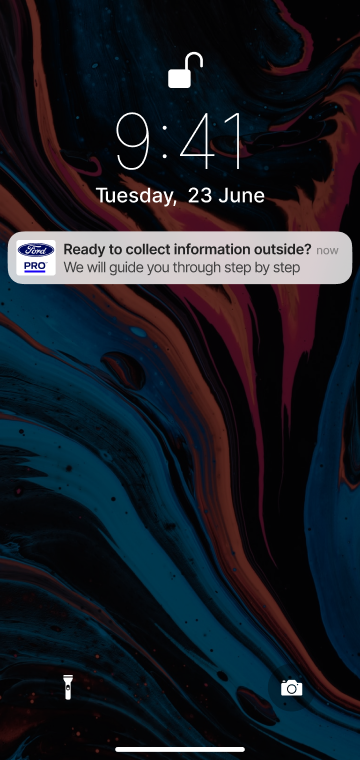 9:41
Tuesday, 23 June
Ford
PRO
Ready to collect information outside? now
We will guide you through step by step